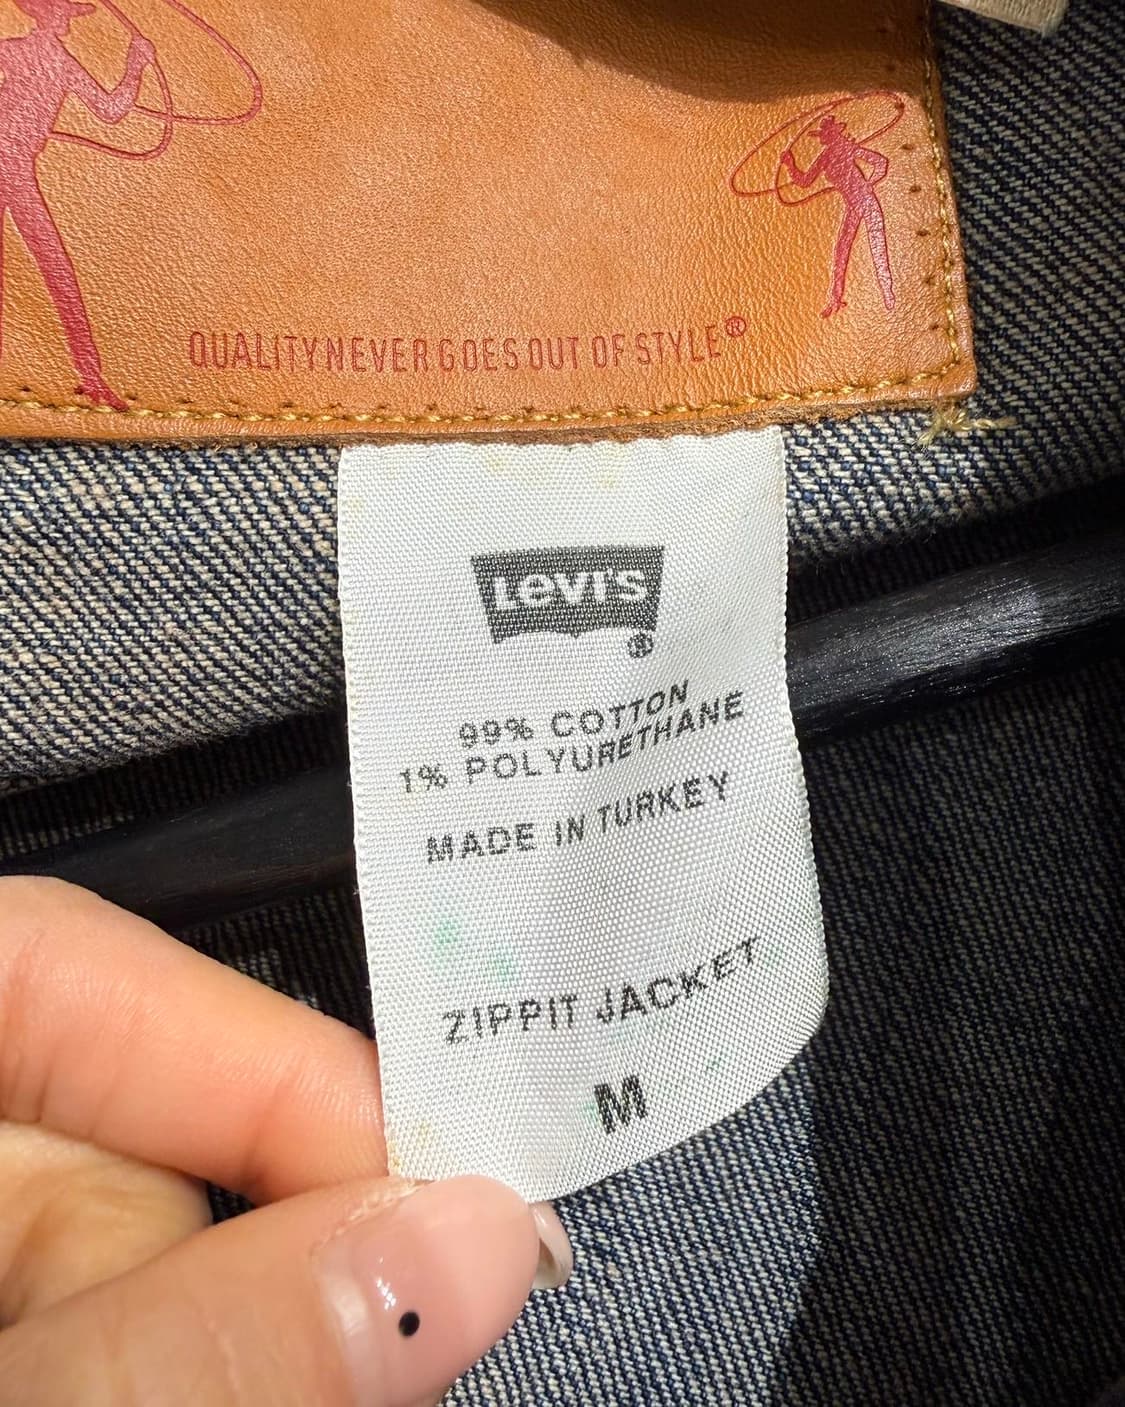 QUALITY NEVER GOES OUT OF STYLE®
Levi's
®
99% COTTON
1% POLYURETHANE
MADE IN TURKEY
ZIPPIT JACKET
M